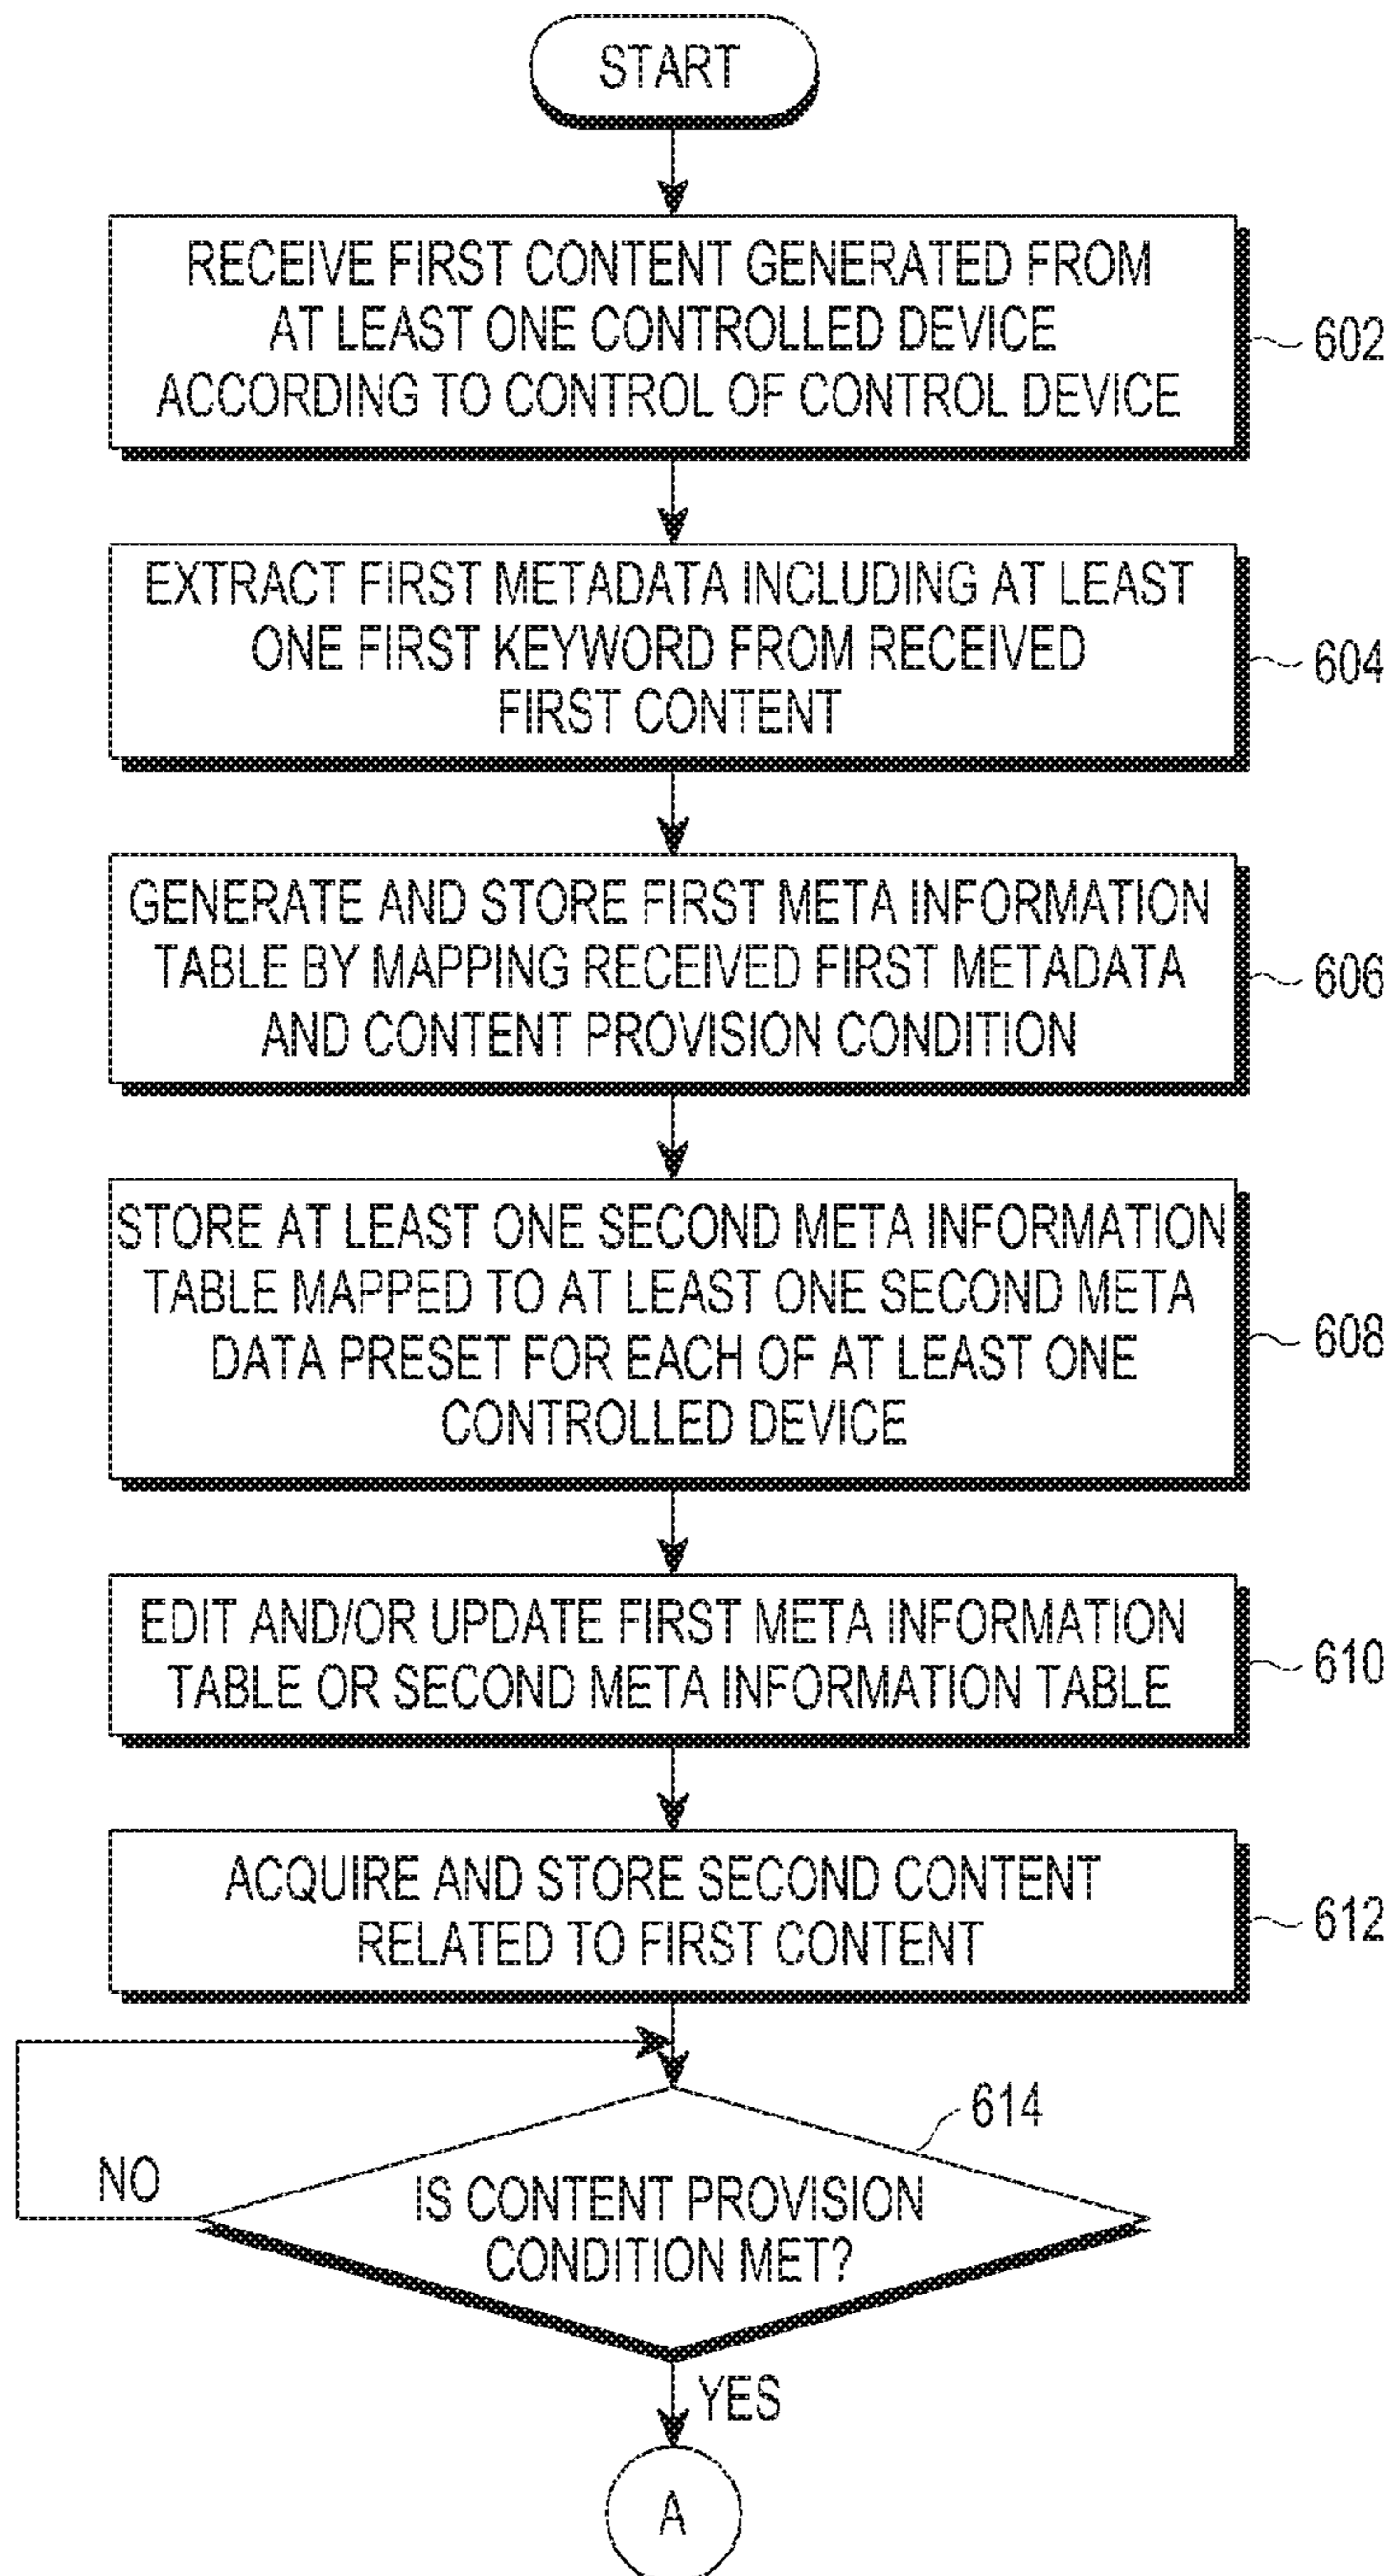 START
RECEIVE FIRST CONTENT GENERATED FROM
AT LEAST ONE CONTROLLED DEVICE
ACCORDING TO CONTROL OF CONTROL DEVICE
602
EXTRACT FIRST METADATA INCLUDING AT LEAST
ONE FIRST KEYWORD FROM RECEIVED
FIRST CONTENT
604
GENERATE AND STORE FIRST META INFORMATION
TABLE BY MAPPING RECEIVED FIRST METADATA
AND CONTENT PROVISION CONDITION
606
STORE AT LEAST ONE SECOND META INFORMATION
TABLE MAPPED TO AT LEAST ONE SECOND META
DATA PRESET FOR EACH OF AT LEAST ONE
CONTROLLED DEVICE
608
EDIT AND/OR UPDATE FIRST META INFORMATION
TABLE OR SECOND META INFORMATION TABLE
610
ACQUIRE AND STORE SECOND CONTENT
RELATED TO FIRST CONTENT
612
614
NO
IS CONTENT PROVISION
CONDITION MET?
YES
A